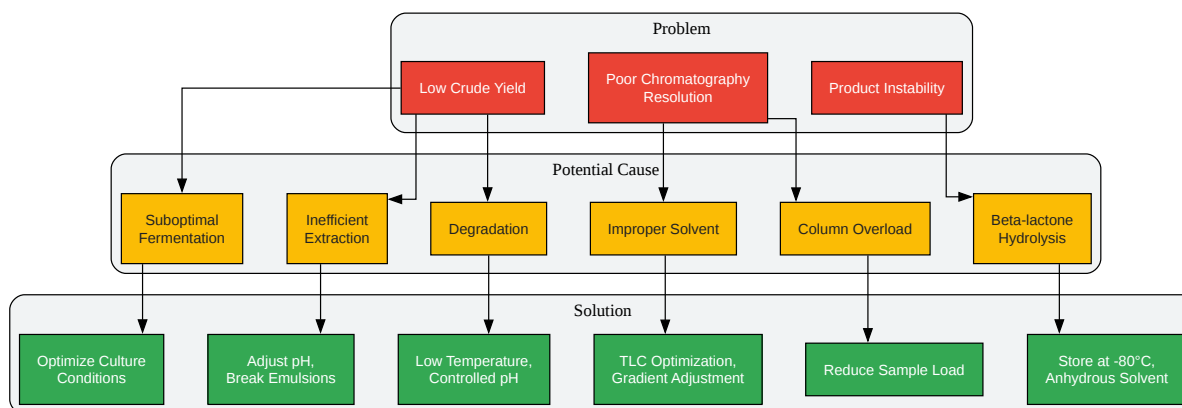 Problem
Low Crude Yield
Poor Chromatography
Resolution
Product Instability
Potential Cause
Suboptimal
Fermentation
Inefficient
Extraction
Degradation
Improper Solvent
Column Overload
Beta-lactone
Hydrolysis
Solution
Optimize Culture
Conditions
Adjust pH,
Break Emulsions
Low Temperature,
Controlled pH
TLC Optimization,
Gradient Adjustment
Reduce Sample Load
Store at -80°C,
Anhydrous Solvent